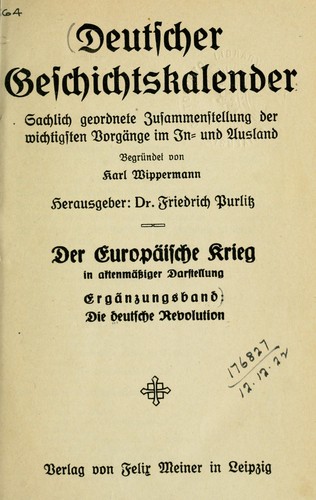 G4
Deutscher
Geschichtskalender
Sachlich geordnete Zusammenstellung der
wichtigsten Vorgänge im In- und Ausland
Begründet von
Karl Wippermann
Herausgeber: Dr. Friedrich Purlitz
Der Europäische Krieg
in aktenmäßiger Darstellung
Ergänzungsband:
Die deutsche Revolution
176827
12.12.22
Verlag von Felix Meiner in Leipzig